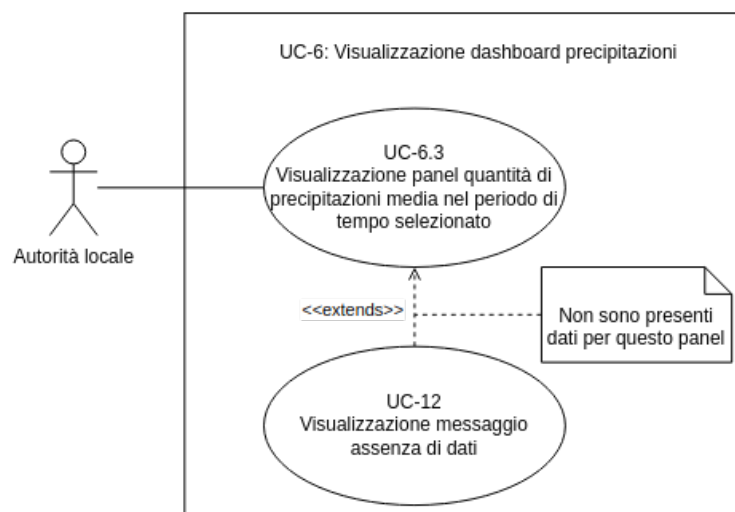 UC-6: Visualizzazione dashboard precipitazioni
UC-6.3
Visualizzazione panel quantità di
precipitazioni media nel periodo di
tempo selezionato
Autorità locale
<<extends>>
Non sono presenti
dati per questo panel
UC-12
Visualizzazione messaggio
assenza di dati